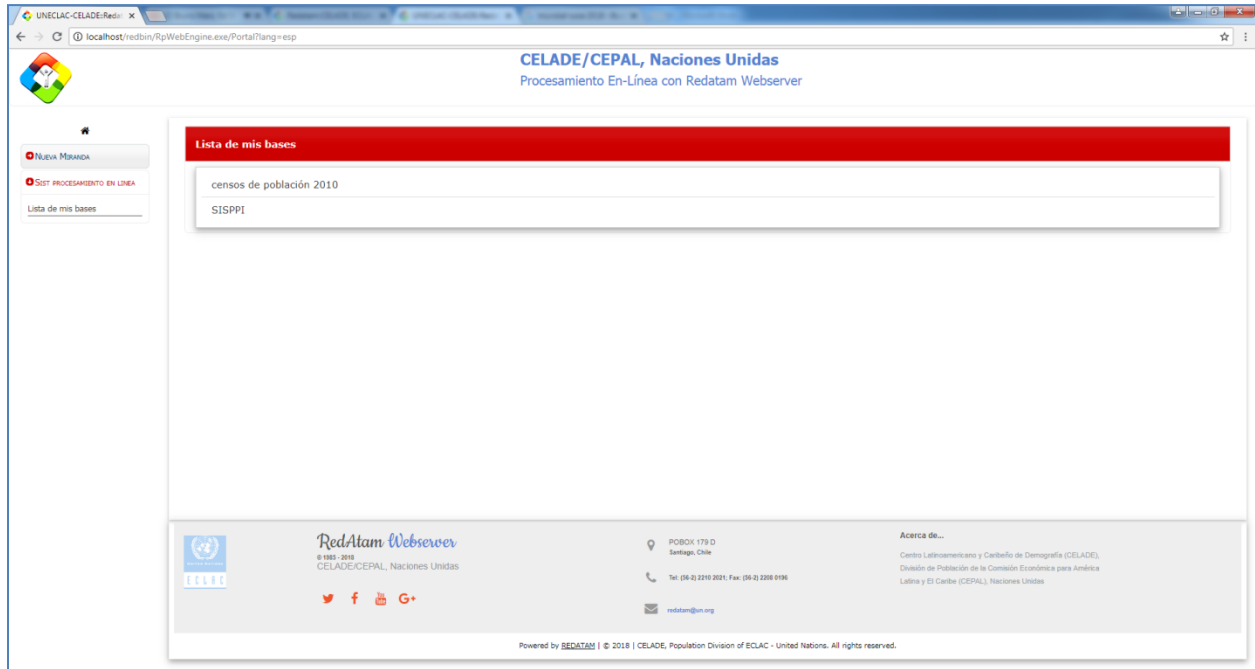 UNECLAC-CELADE:Redat
localhost/redbin/RpWebEngine.exe/Portal?lang=esp
CELADE/CEPAL, Naciones Unidas
Procesamiento En-Línea con Redatam Webserver
Nueva Miranda
Sist procesamiento en linea
Lista de mis bases
Lista de mis bases
censos de población 2010
SISPPI
ECLAC
RedAtam Webserver
© 1985 - 2018
CELADE/CEPAL, Naciones Unidas
POBOX 179 D
Santiago, Chile
Tel: (56-2) 2210 2021; Fax: (56-2) 2208 0196
redatam@un.org
Acerca de...
Centro Latinoamericano y Caribeño de Demografía (CELADE),
División de Población de la Comisión Económica para América
Latina y El Caribe (CEPAL), Naciones Unidas
Powered by REDATAM | © 2018 | CELADE, Population Division of ECLAC - United Nations. All rights reserved.